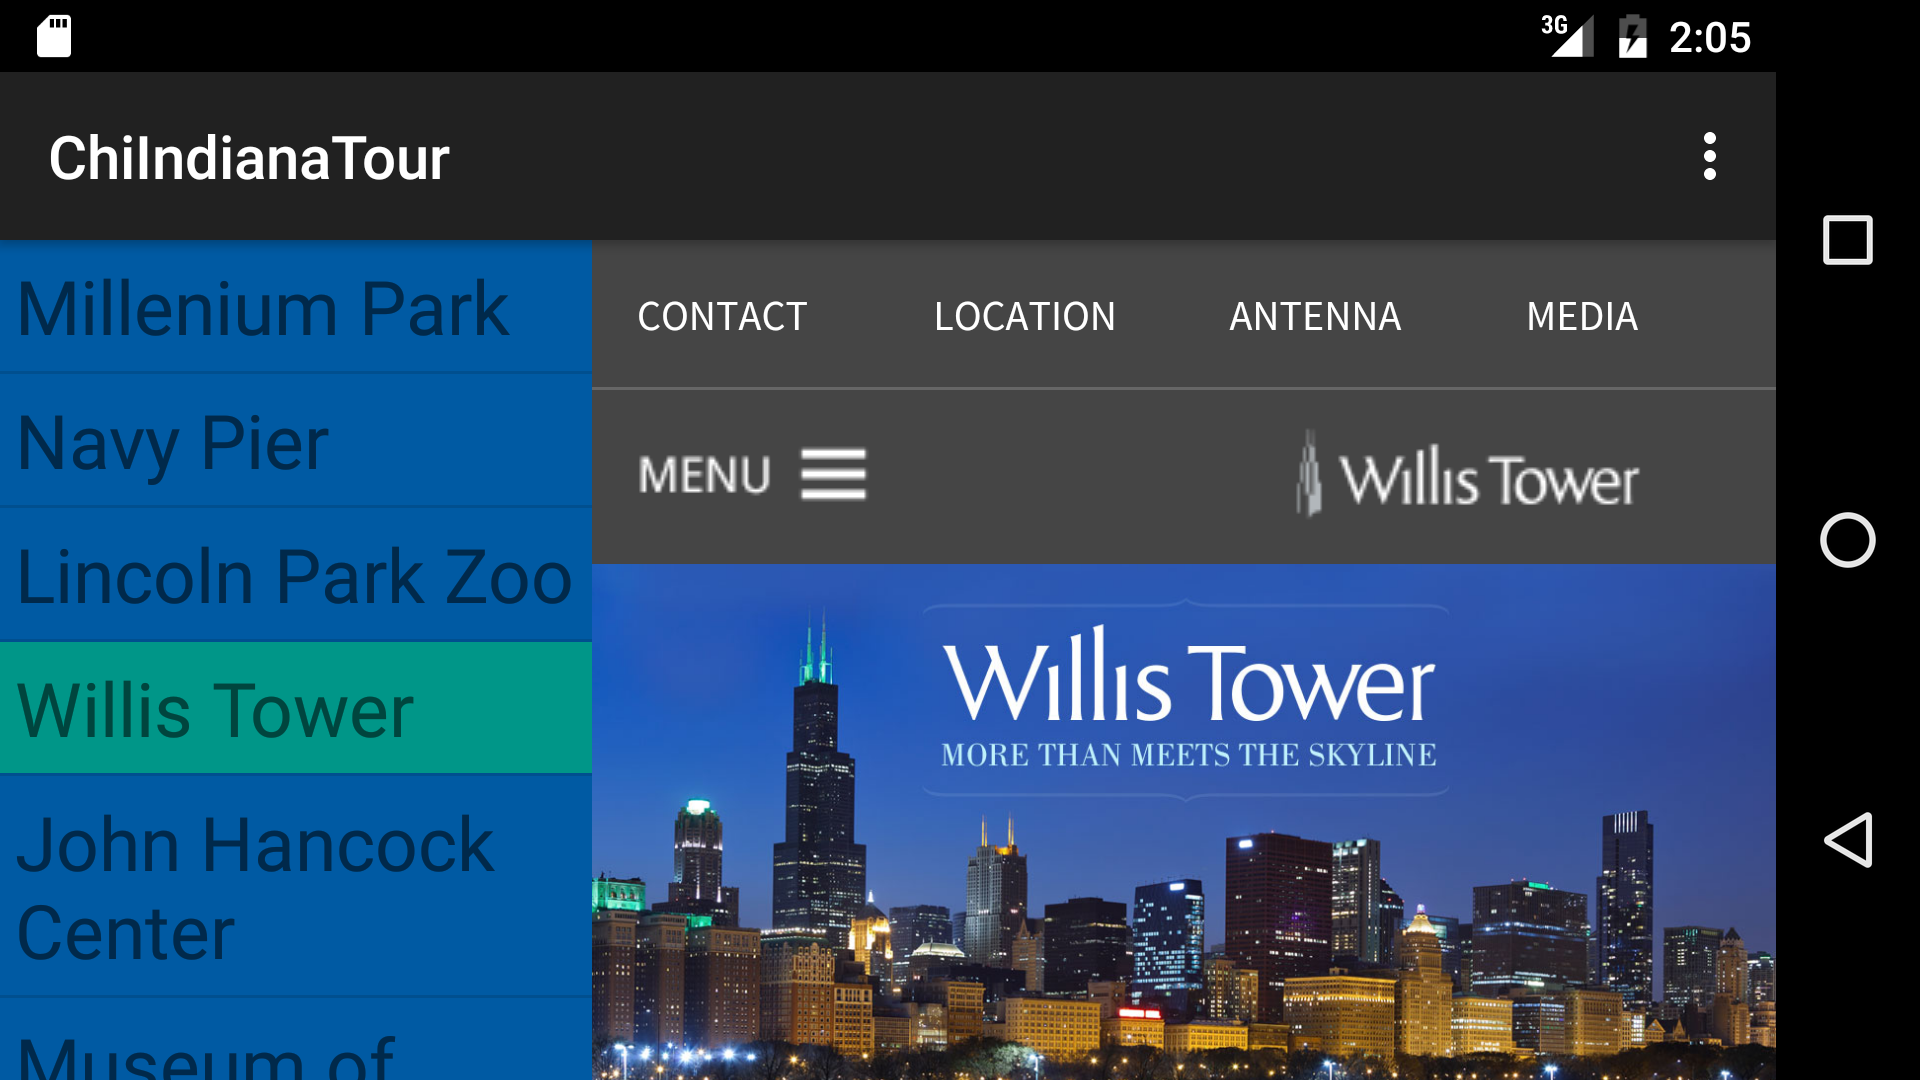 3G 2:05
ChiIndianaTour
Millenium Park
Navy Pier
Lincoln Park Zoo
Willis Tower
John Hancock
Center
Museum of
CONTACT LOCATION ANTENNA MEDIA
MENU Willis Tower
Willis Tower
MORE THAN MEETS THE SKYLINE